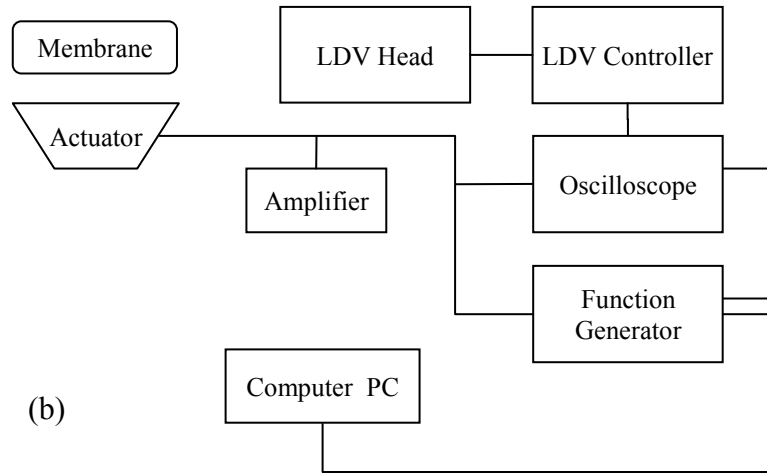 Membrane
LDV Head
LDV Controller
Actuator
Amplifier
Oscilloscope
Function
Generator
Computer PC
(b)